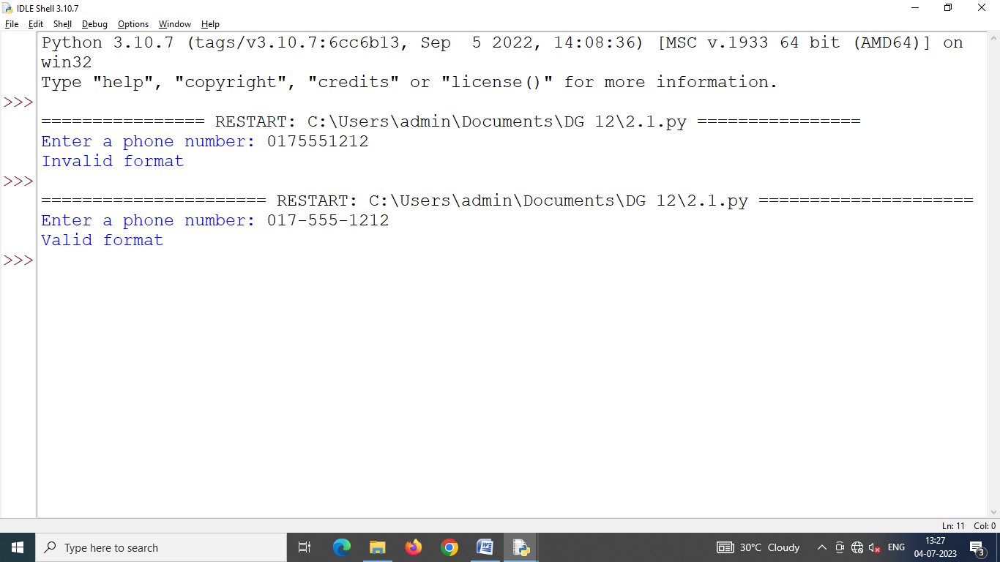 IDLE Shell 3.10.7
File Edit Shell Debug Options Window Help
Python 3.10.7 (tags/v3.10.7:6cc6b13, Sep  5 2022, 14:08:36) [MSC v.1933 64 bit (AMD64)] on
win32
Type "help", "copyright", "credits" or "license()" for more information.
>>>
================ RESTART: C:\Users\admin\Documents\DG 12\2.1.py ================
Enter a phone number: 0175551212
Invalid format
>>>
====================== RESTART: C:\Users\admin\Documents\DG 12\2.1.py =====================
Enter a phone number: 017-555-1212
Valid format
>>>
Ln: 11 Col: 0
Type here to search
30°C Cloudy
ENG
13:27
04-07-2023
3